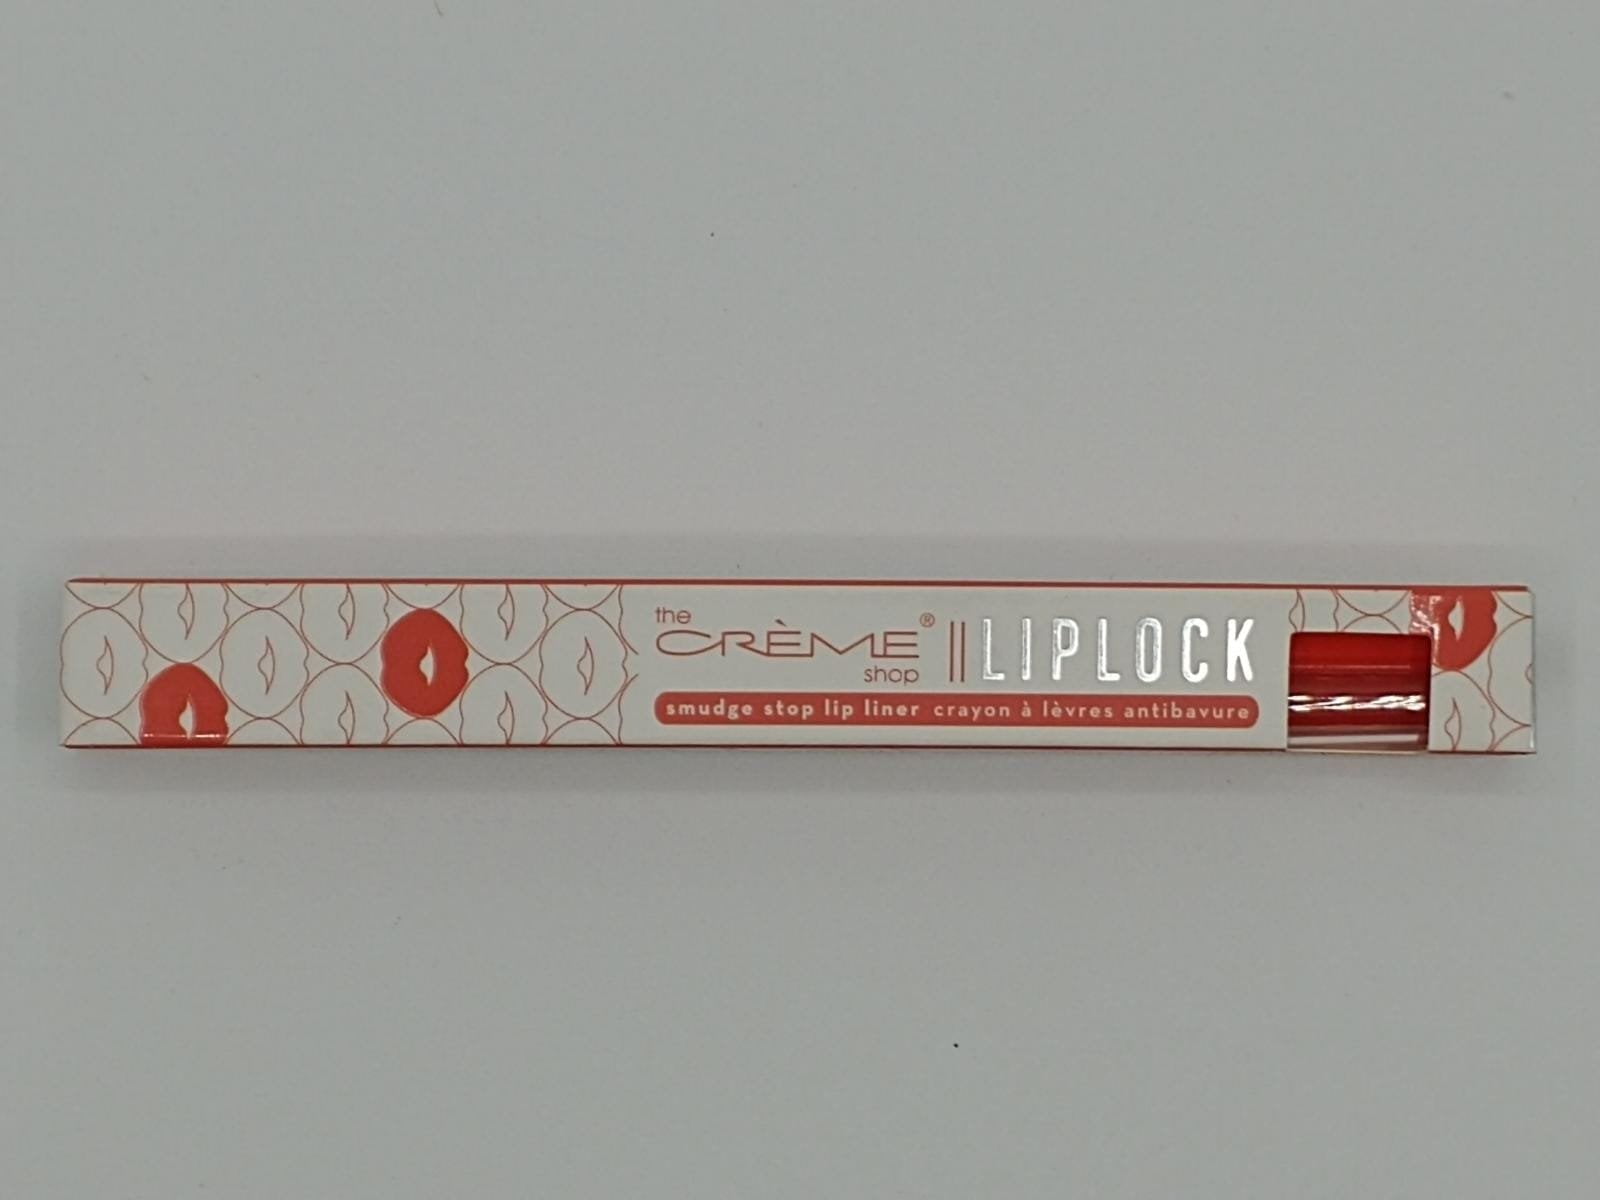 the
CRÈME®
shop
LIPLOCK
smudge stop lip liner crayon à lèvres antibavure